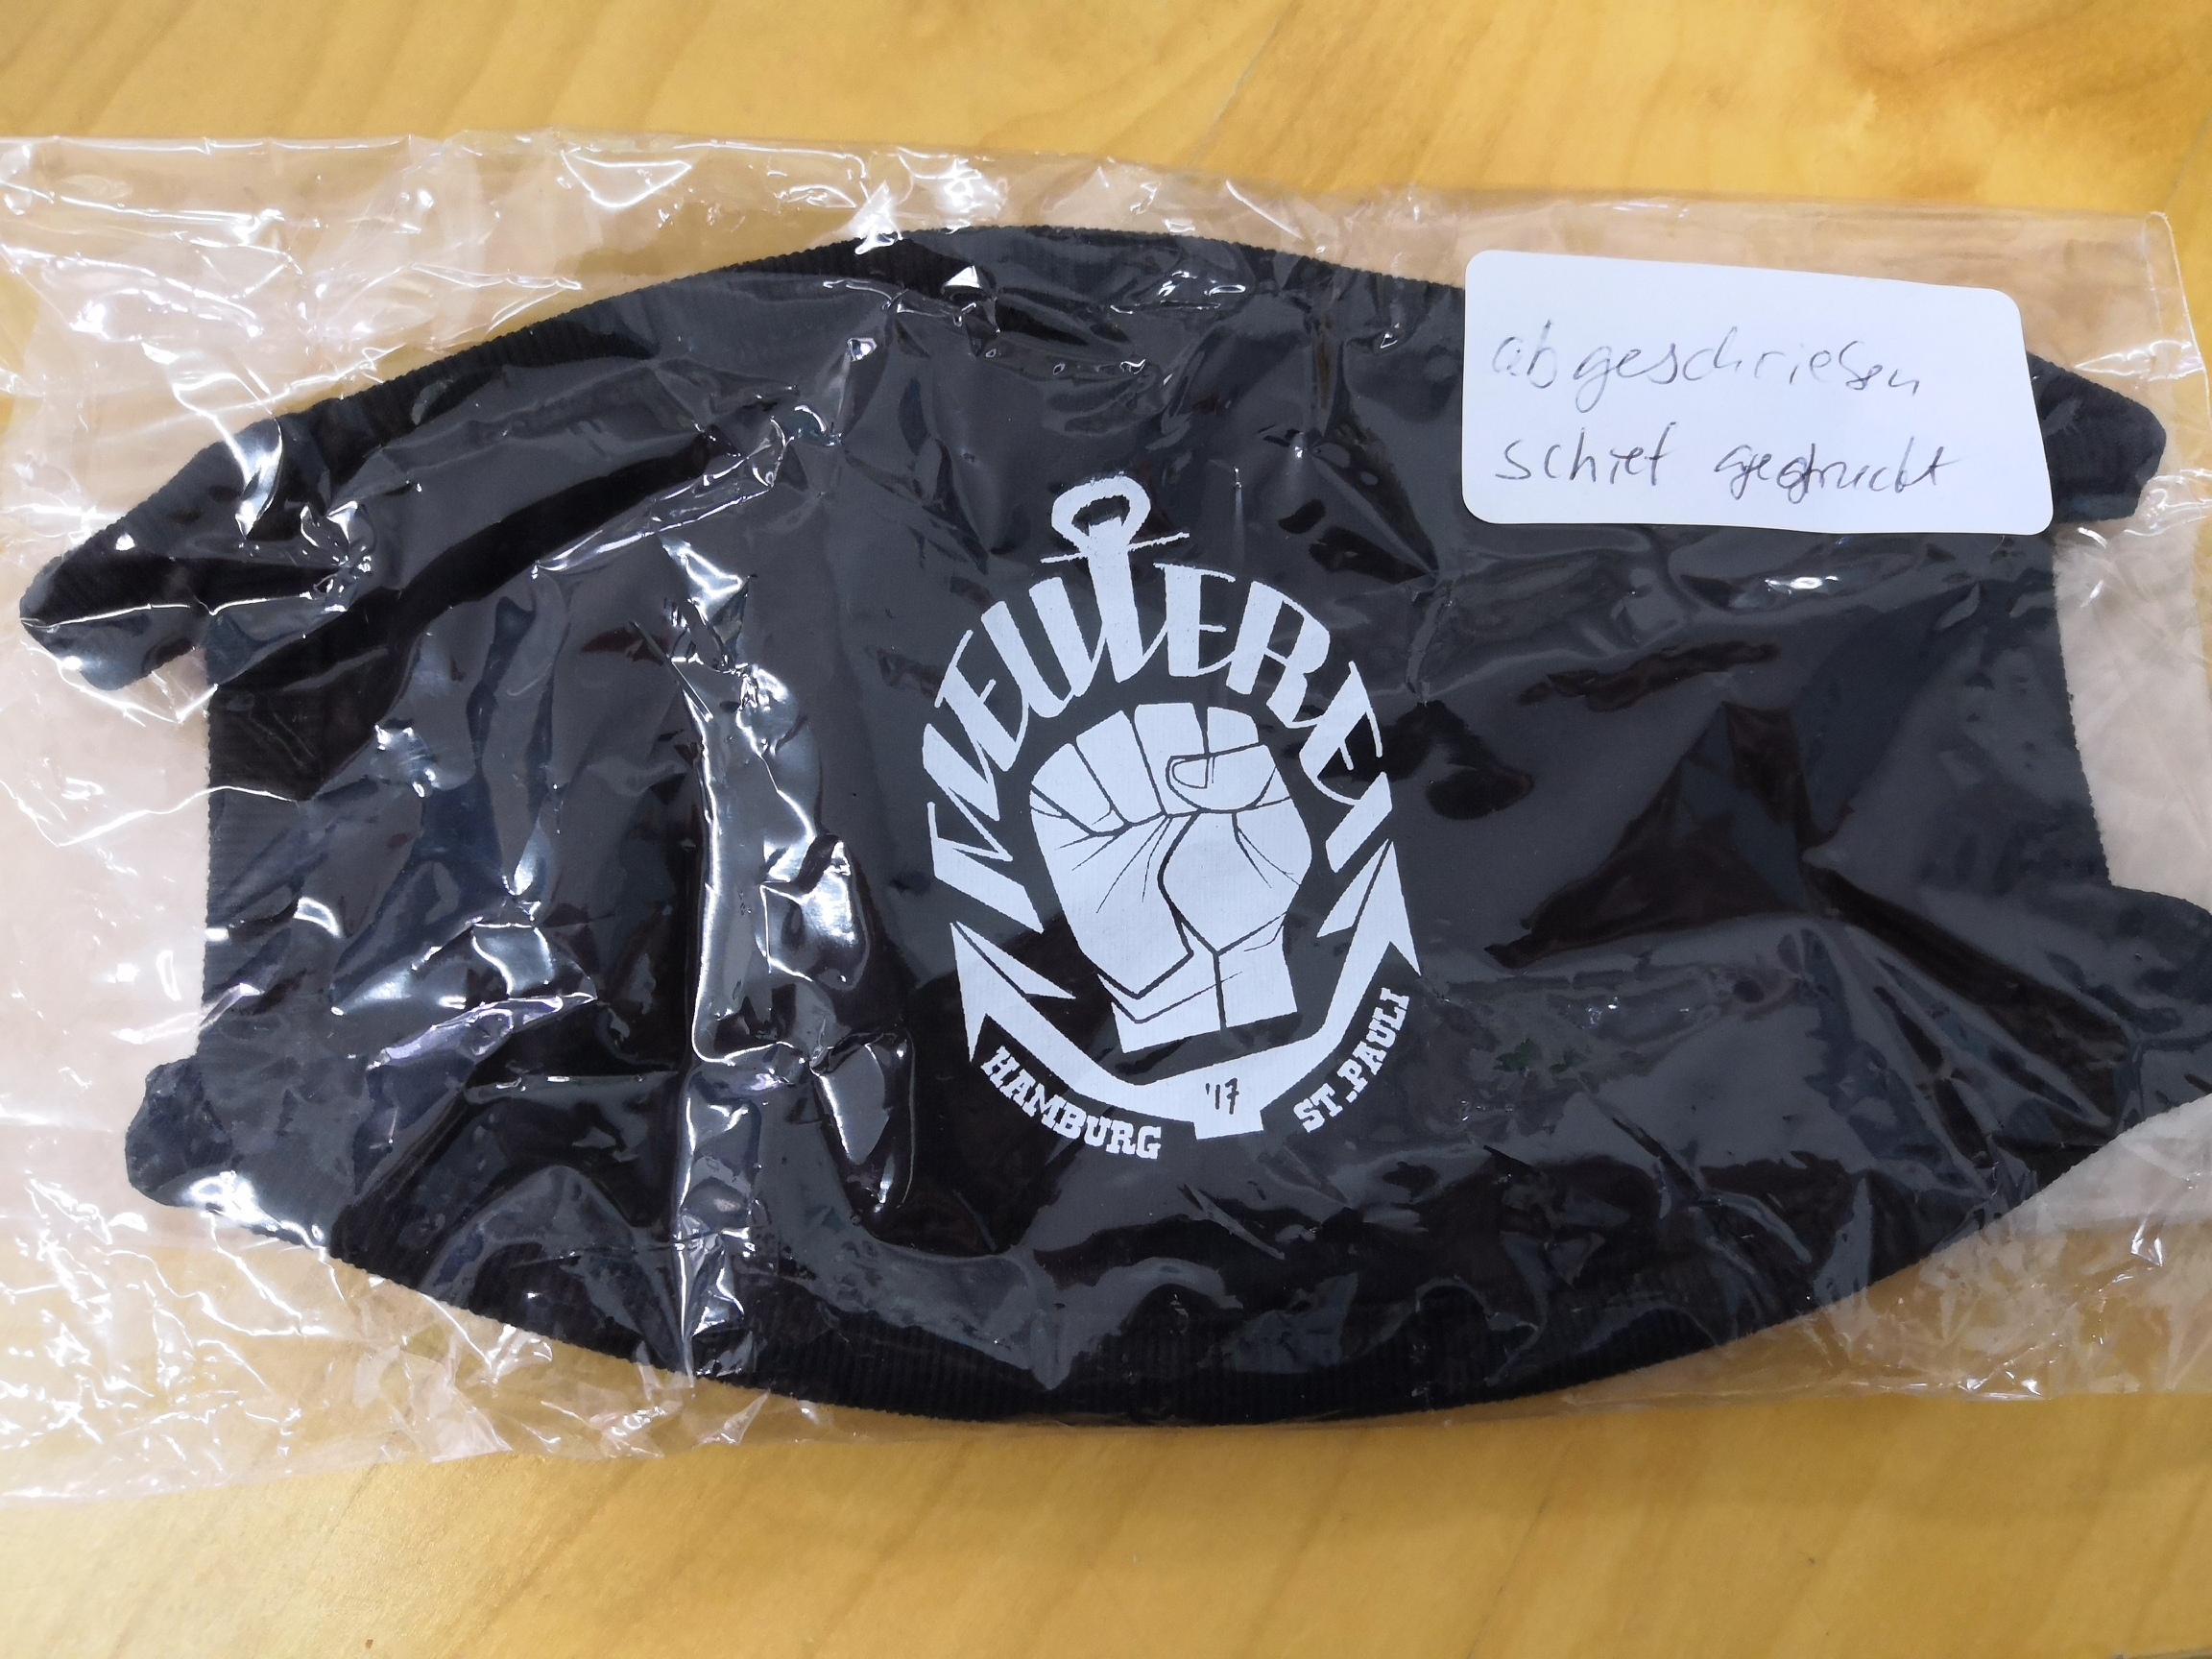 abgeschrieben
schief gedruckt
MEUTEREI
'17
HAMBURG
ST. PAULI